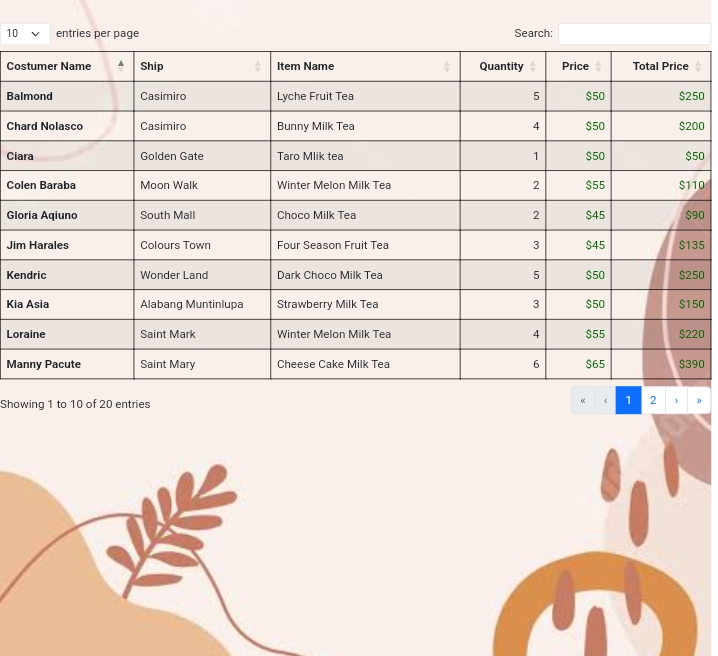 10 entries per page Search:
Costumer Name Ship Item Name Quantity Price Total Price
Balmond Casimiro Lyche Fruit Tea 5 $50 $250
Chard Nolasco Casimiro Bunny Milk Tea 4 $50 $200
Ciara Golden Gate Taro Mlik tea 1 $50 $50
Colen Baraba Moon Walk Winter Melon Milk Tea 2 $55 $110
Gloria Aqiuno South Mall Choco Milk Tea 2 $45 $90
Jim Harales Colours Town Four Season Fruit Tea 3 $45 $135
Kendric Wonder Land Dark Choco Milk Tea 5 $50 $250
Kia Asia Alabang Muntinlupa Strawberry Milk Tea 3 $50 $150
Loraine Saint Mark Winter Melon Milk Tea 4 $55 $220
Manny Pacute Saint Mary Cheese Cake Milk Tea 6 $65 $390
Showing 1 to 10 of 20 entries « ‹ 1 2 › »